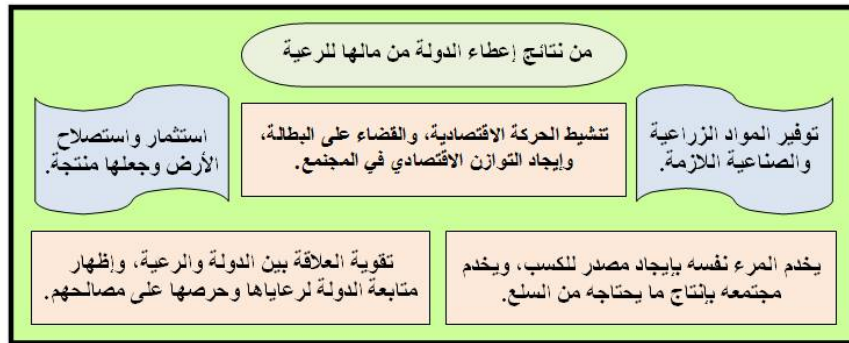 من نتائج إعطاء الدولة من مالها للرعية
توفير المواد الزراعية
والصناعية اللازمة.
تنشيط الحركة الاقتصادية، والقضاء على البطالة،
وإيجاد التوازن الاقتصادي في المجتمع.
استثمار واستصلاح
الأرض وجعلها منتجة.
يخدم المرء نفسه بإيجاد مصدر للكسب، ويخدم
مجتمعه بإنتاج ما يحتاجه من السلع.
تقوية العلاقة بين الدولة والرعية، وإظهار
متابعة الدولة لرعاياها وحرصها على مصالحهم.